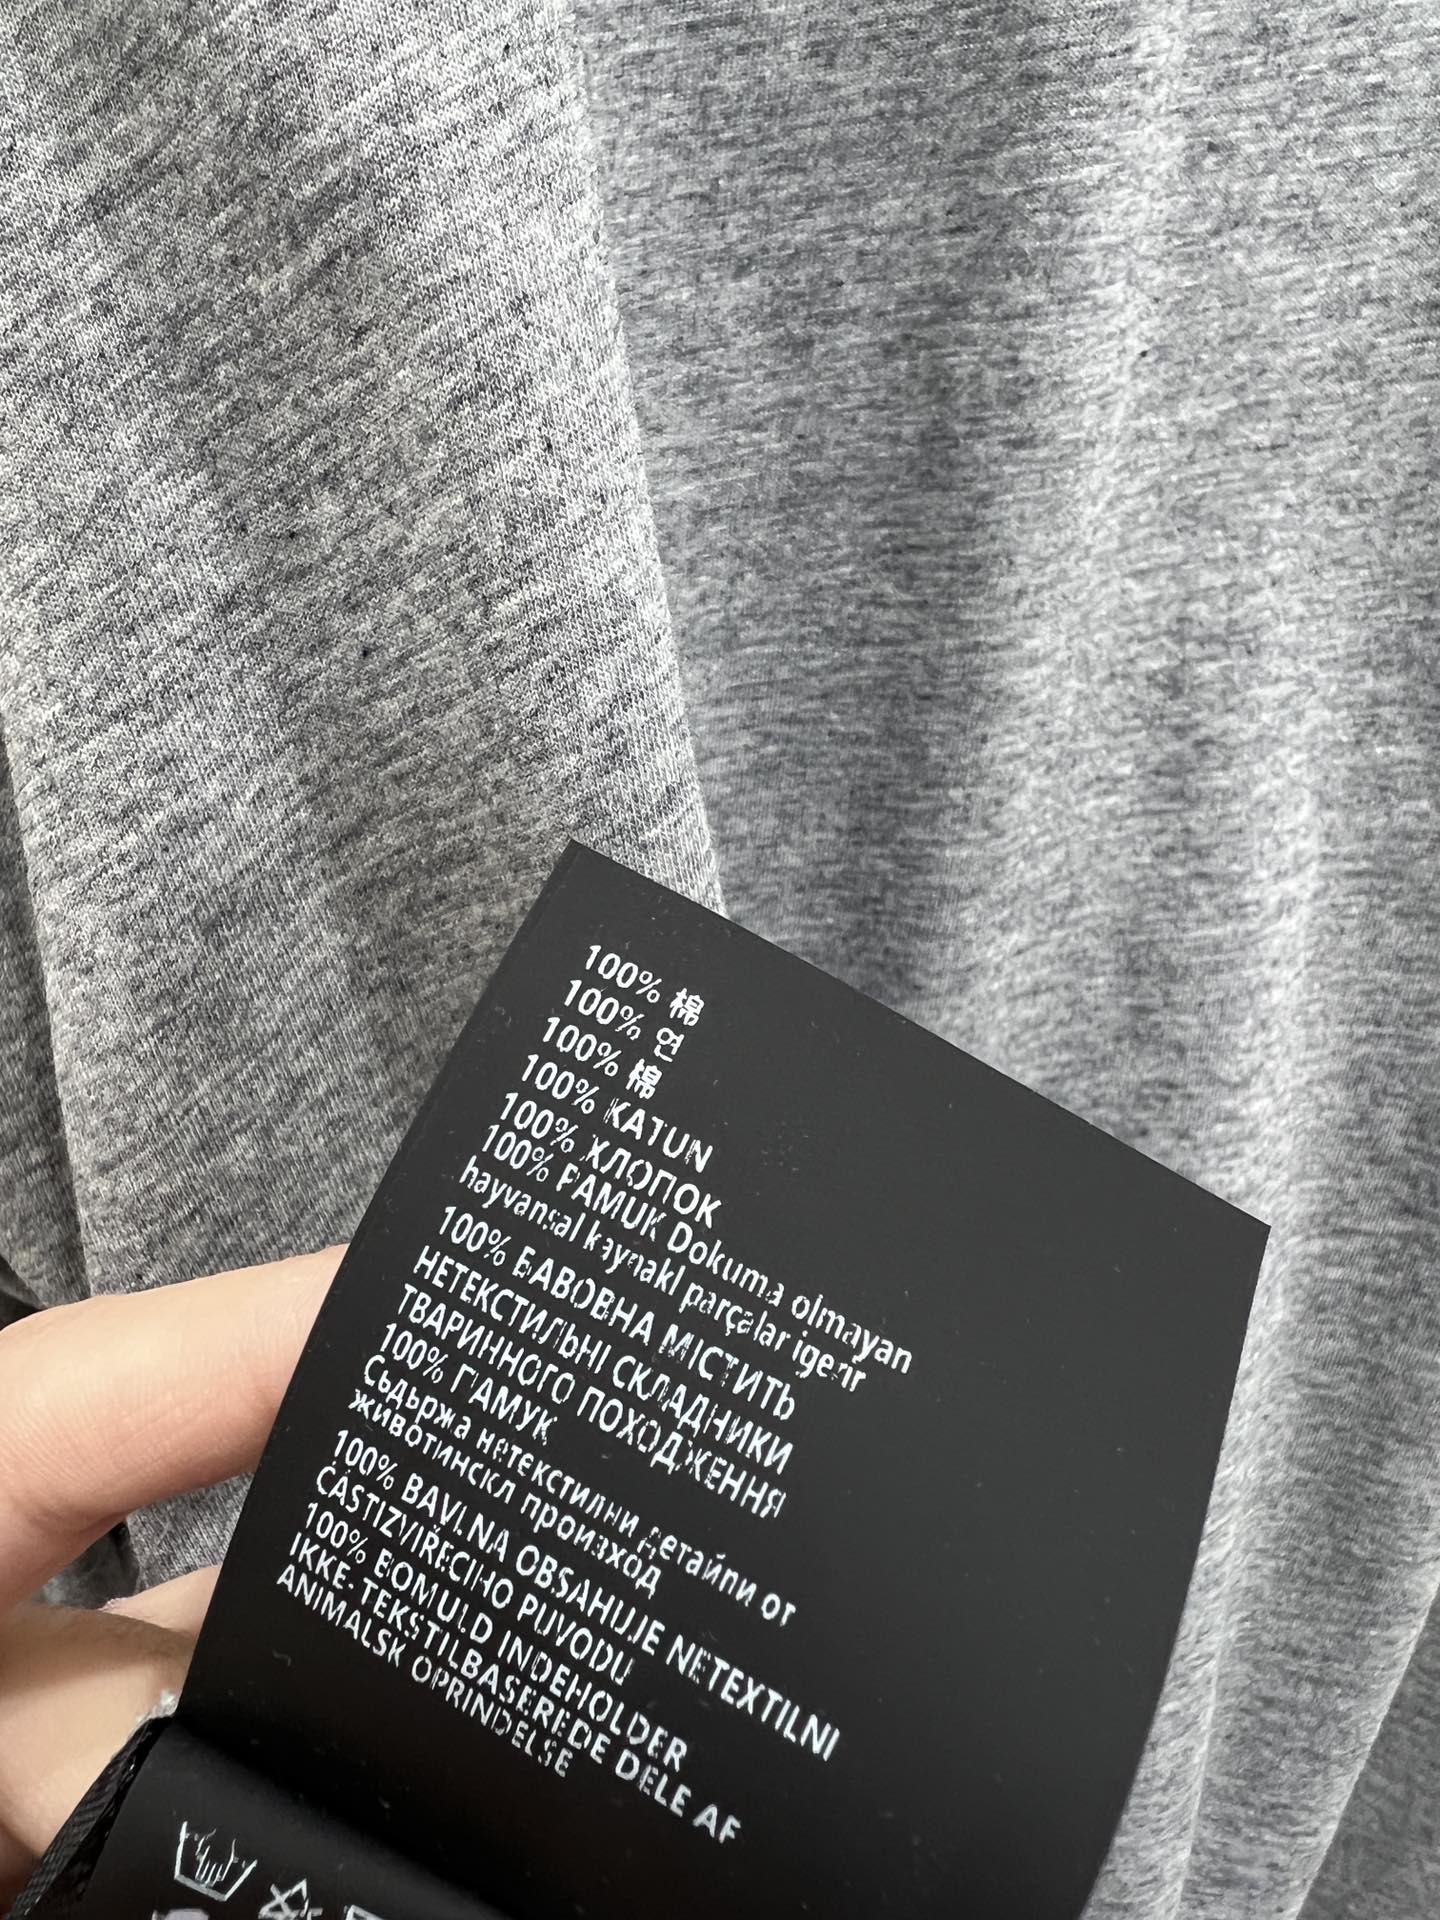 100% 棉
100% 면
100% 棉
100% KATUN
100% ХЛОПОК
100% PAMUK Dokuma olmayan
hayvansal kaynakl parçalar igerir
100% БАВОВНА МІСТИТЬ
НЕТЕКСТИЛЬНІ СКЛАДНИКИ
ТВАРИННОГО ПОХОДЖЕННЯ
100% ПАМУК
Съдържа нетекстилни детайли от
животинскл произход
100% BAVLNA OBSAHUJE NETEXTILNI
CÁSTIZVIŘECIHO PUVODU
100% BOMULD INDEHOLDER
IKKE. TEKSTILBASEREDE DELE AF
ANIMALSK OPRINDELSE